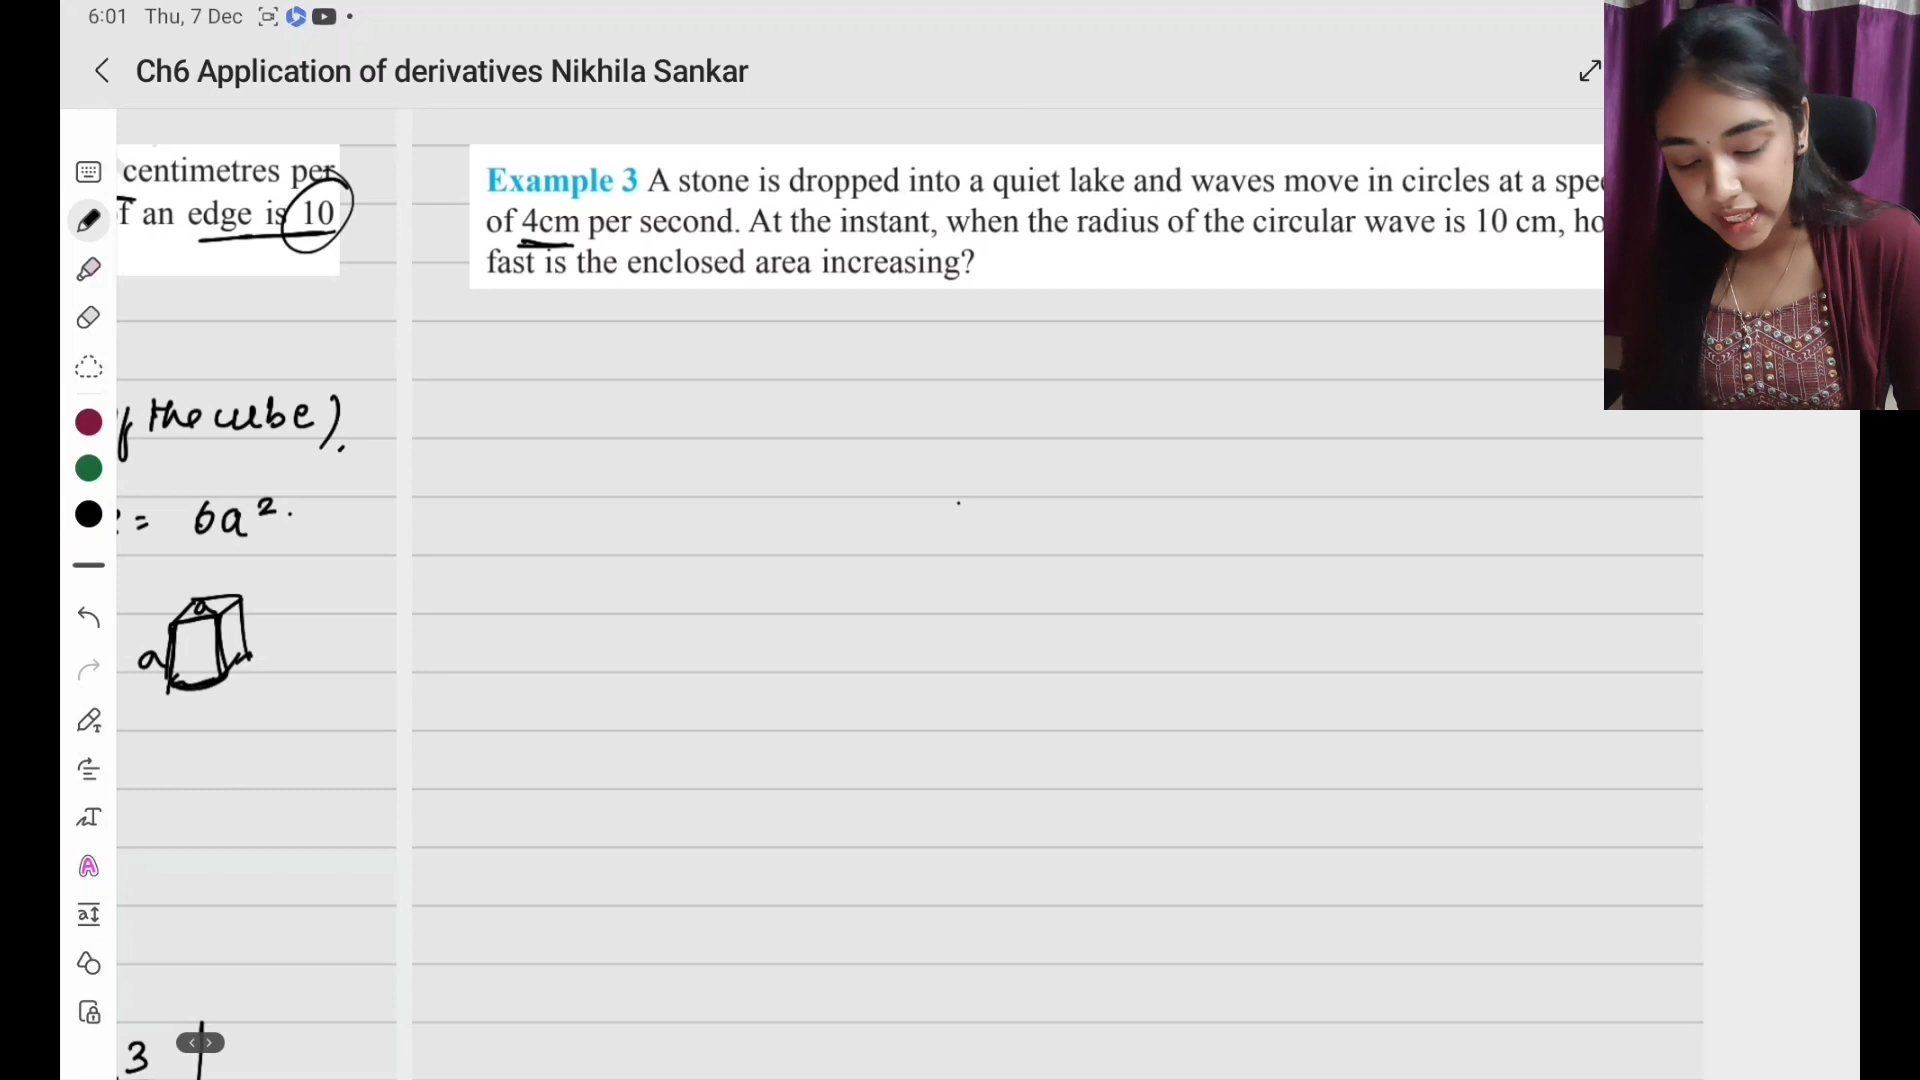 6:01 Thu, 7 Dec
Ch6 Application of derivatives Nikhila Sankar
centimetres per
f an edge is 10
Example 3 A stone is dropped into a quiet lake and waves move in circles at a spe
of 4cm per second. At the instant, when the radius of the circular wave is 10 cm, ho
fast is the enclosed area increasing?
f the cube).
= 6a².
a
a
3